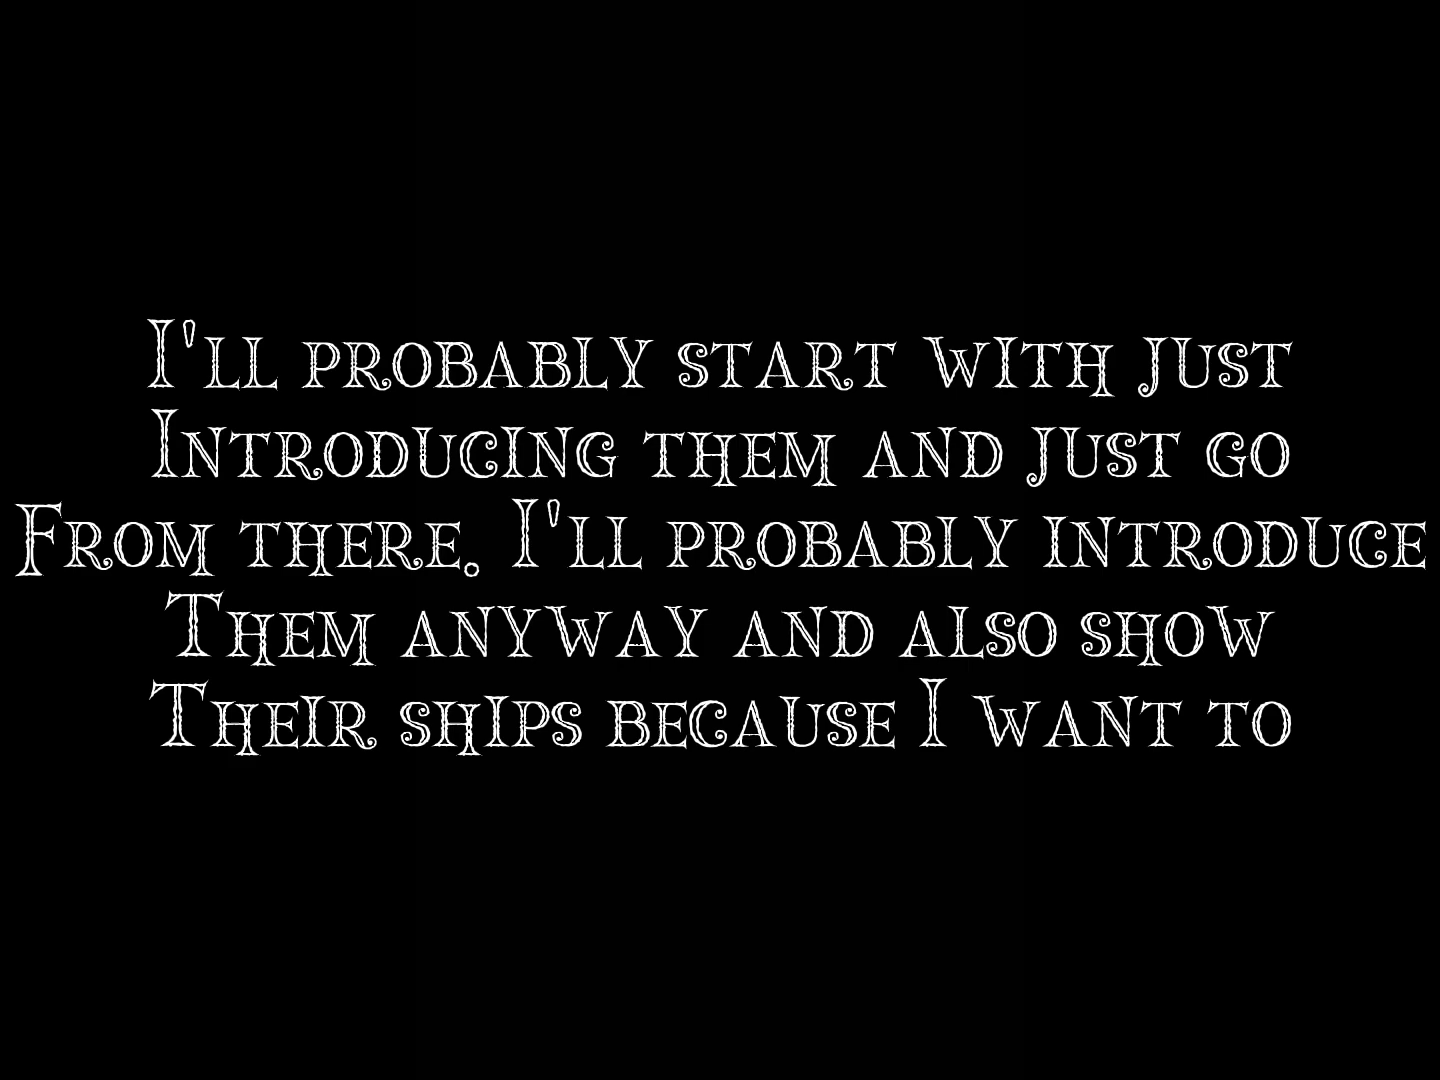 I'll probably start with just
Introducing them and just go
From there. I'll probably introduce
Them anyway and also show
Their ships because I want to